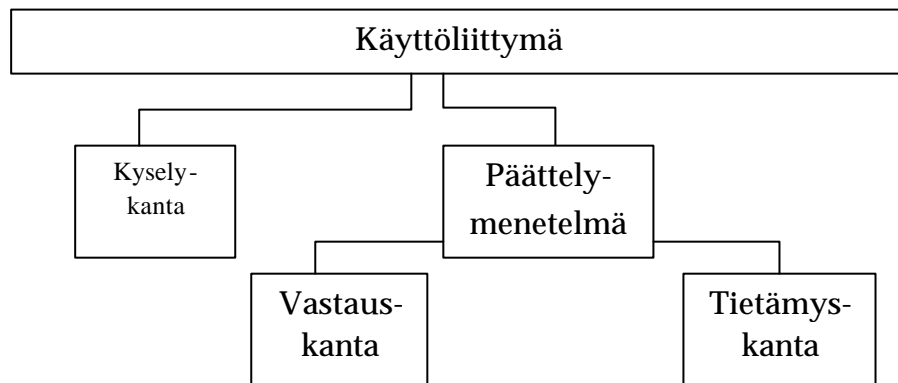 Käyttöliittymä
Kysely-
kanta
Päättely-
menetelmä
Vastaus-
kanta
Tietämys-
kanta